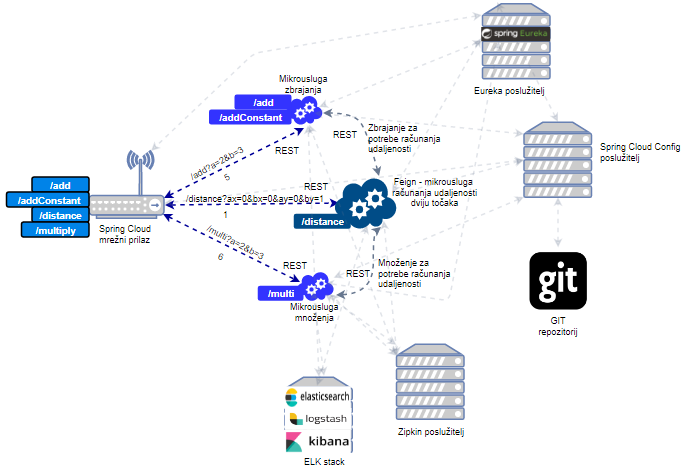 spring Eureka
Eureka poslužitelj
Mikrousluga
zbrajanja
/add
/addConstant
REST
REST
Zbrajanje za
potrebe računanja
udaljenosti
Spring Cloud Config
poslužitelj
/add?a=2&b=3
5
/add
/addConstant
/distance
/multiply
Spring Cloud
mrežni prilaz
REST
/distance?ax=0&bx=0&ay=0&by=1
1
Feign - mikrousluga
računanja udaljenosti
dviju točaka
/distance
/multi?a=2&b=3
6
REST
REST
Množenje za
potrebe računanja
udaljenosti
/multi
Mikrousluga
množenja
git
GIT
repozitorij
elasticsearch
logstash
kibana
ELK stack
Zipkin poslužitelj